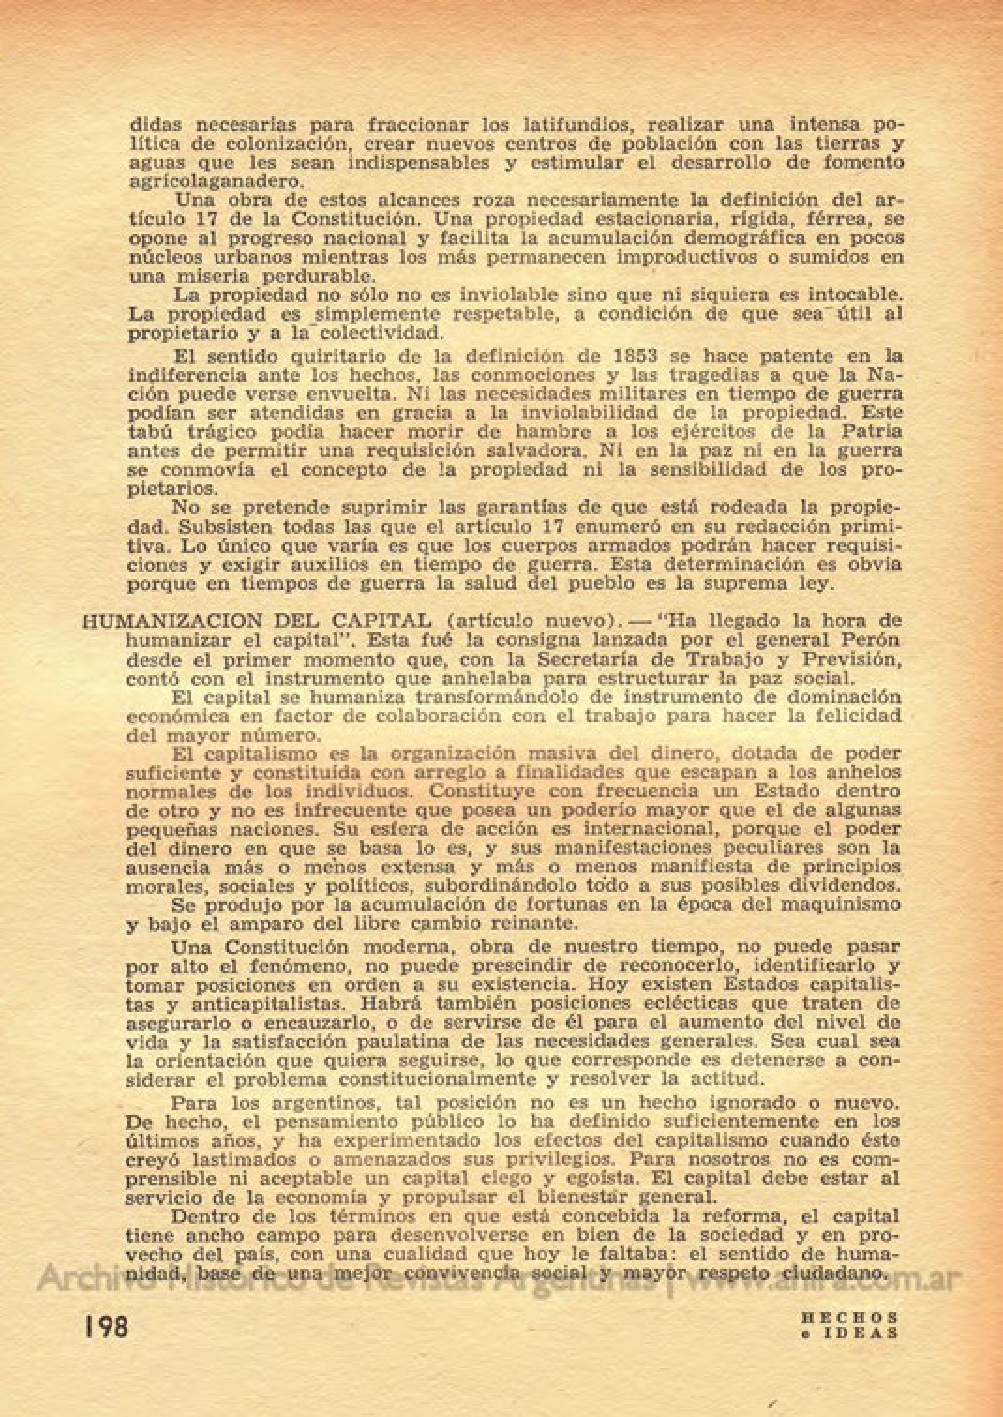 didas necesarias para fraccionar los latifundios, realizar una intensa po-
lítica de colonización, crear nuevos centros de población con las tierras y
aguas que les sean indispensables y estimular el desarrollo de fomento
agrícolaganadero.
Una obra de estos alcances roza necesariamente la definición del ar-
tículo 17 de la Constitución. Una propiedad estacionaria, rígida, férrea, se
opone al progreso nacional y facilita la acumulación demográfica en pocos
núcleos urbanos mientras los más permanecen improductivos o sumidos en
una miseria perdurable.
La propiedad no sólo no es inviolable sino que ni siquiera es intocable.
La propiedad es simplemente respetable, a condición de que sea útil al
propietario y a la colectividad.
El sentido quiritario de la definición de 1853 se hace patente en la
indiferencia ante los hechos, las conmociones y las tragedias a que la Na-
ción puede verse envuelta. Ni las necesidades militares en tiempo de guerra
podían ser atendidas en gracia a la inviolabilidad de la propiedad. Este
tabú trágico podía hacer morir de hambre a los ejércitos de la Patria
antes de permitir una requisición salvadora. Ni en la paz ni en la guerra
se conmovía el concepto de la propiedad ni la sensibilidad de los pro-
pietarios.
No se pretende suprimir las garantías de que está rodeada la propie-
dad. Subsisten todas las que el artículo 17 enumeró en su redacción primi-
tiva. Lo único que varía es que los cuerpos armados podrán hacer requisi-
ciones y exigir auxilios en tiempo de guerra. Esta determinación es obvia
porque en tiempos de guerra la salud del pueblo es la suprema ley.
HUMANIZACION DEL CAPITAL (artículo nuevo). — "Ha llegado la hora de
humanizar el capital". Esta fué la consigna lanzada por el general Perón
desde el primer momento que, con la Secretaría de Trabajo y Previsión,
contó con el instrumento que anhelaba para estructurar la paz social.
El capital se humaniza transformándolo de instrumento de dominación
económica en factor de colaboración con el trabajo para hacer la felicidad
del mayor número.
El capitalismo es la organización masiva del dinero, dotada de poder
suficiente y constituída con arreglo a finalidades que escapan a los anhelos
normales de los individuos. Constituye con frecuencia un Estado dentro
de otro y no es infrecuente que posea un poderío mayor que el de algunas
pequeñas naciones. Su esfera de acción es internacional, porque el poder
del dinero en que se basa lo es, y sus manifestaciones peculiares son la
ausencia más o menos extensa y más o menos manifiesta de principios
morales, sociales y políticos, subordinándolo todo a sus posibles dividendos.
Se produjo por la acumulación de fortunas en la época del maquinismo
y bajo el amparo del libre cambio reinante.
Una Constitución moderna, obra de nuestro tiempo, no puede pasar
por alto el fenómeno, no puede prescindir de reconocerlo, identificarlo y
tomar posiciones en orden a su existencia. Hoy existen Estados capitalis-
tas y anticapitalistas. Habrá también posiciones eclécticas que traten de
asegurarlo o encauzarlo, o de servirse de él para el aumento del nivel de
vida y la satisfacción paulatina de las necesidades generales. Sea cual sea
la orientación que quiera seguirse, lo que corresponde es detenerse a con-
siderar el problema constitucionalmente y resolver la actitud.
Para los argentinos, tal posición no es un hecho ignorado o nuevo.
De hecho, el pensamiento público lo ha definido suficientemente en los
últimos años, y ha experimentado los efectos del capitalismo cuando éste
creyó lastimados o amenazados sus privilegios. Para nosotros no es com-
prensible ni aceptable un capital ciego y egoísta. El capital debe estar al
servicio de la economía y propulsar el bienestar general.
Dentro de los términos en que está concebida la reforma, el capital
tiene ancho campo para desenvolverse en bien de la sociedad y en pro-
vecho del país, con una cualidad que hoy le faltaba: el sentido de huma-
nidad, base de una mejor convivencia social y mayor respeto ciudadano.
Archivo Histórico de Revistas Argentinas | www.ahira.com.ar
198
HECHOS
e IDEAS